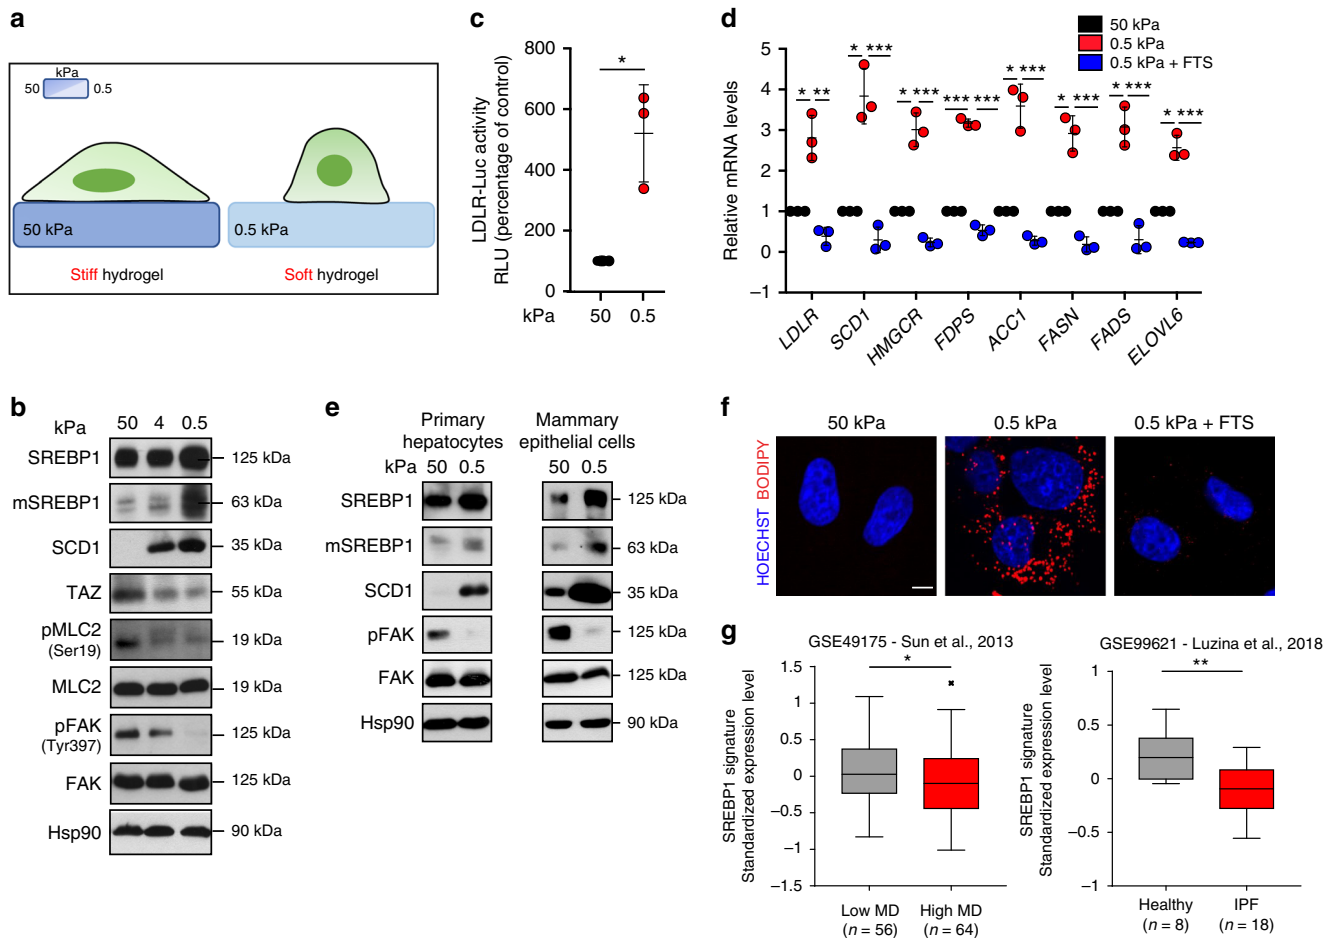 a
kPa
50 0.5
50 kPa
0.5 kPa
Stiff hydrogel
Soft hydrogel
c
LDLR-Luc activity
RLU (percentage of control)
800
600
400
200
0
*
kPa 50 0.5
d
50 kPa
0.5 kPa
0.5 kPa + FTS
Relative mRNA levels
5
4
3
2
1
0
–1
* **
* ***
* ***
*** ***
* ***
* ***
* ***
* ***
LDLR
SCD1
HMGCR
FDPS
ACC1
FASN
FADS
ELOVL6
b
kPa 50 4 0.5
SREBP1 125 kDa
mSREBP1 63 kDa
SCD1 35 kDa
TAZ 55 kDa
pMLC2
(Ser19) 19 kDa
MLC2 19 kDa
pFAK
(Tyr397) 125 kDa
FAK 125 kDa
Hsp90 90 kDa
e
Primary
hepatocytes
Mammary
epithelial cells
kPa 50 0.5 50 0.5
SREBP1 125 kDa
mSREBP1 63 kDa
SCD1 35 kDa
pFAK 125 kDa
FAK 125 kDa
Hsp90 90 kDa
f
50 kPa
0.5 kPa
0.5 kPa + FTS
HOECHST BODIPY
g
GSE49175 - Sun et al., 2013
SREBP1 signature
Standardized expression level
1.5
1
0.5
0
–0.5
–1
–1.5
*
Low MD
(n = 56)
High MD
(n = 64)
GSE99621 - Luzina et al., 2018
SREBP1 signature
Standardized expression level
1
0.5
0
–0.5
–1
**
Healthy
(n = 8)
IPF
(n = 18)